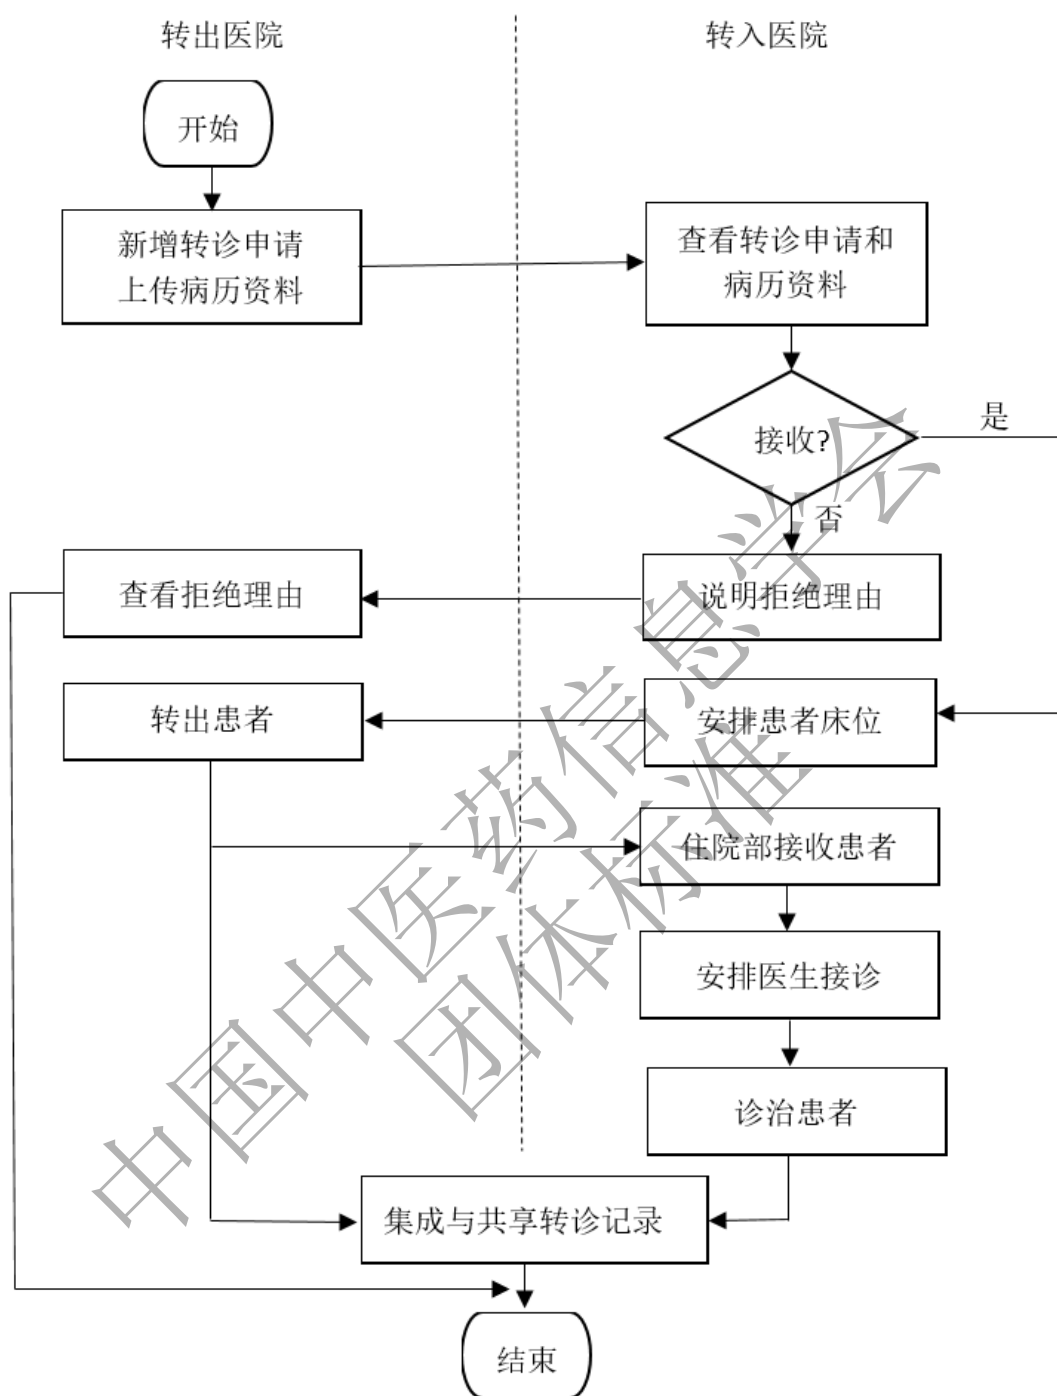 转出医院
转入医院
开始
新增转诊申请
上传病历资料
查看转诊申请和
病历资料
接收?
是
否
查看拒绝理由
说明拒绝理由
转出患者
安排患者床位
住院部接收患者
安排医生接诊
诊治患者
集成与共享转诊记录
结束
中国中医药信息学会
团体标准